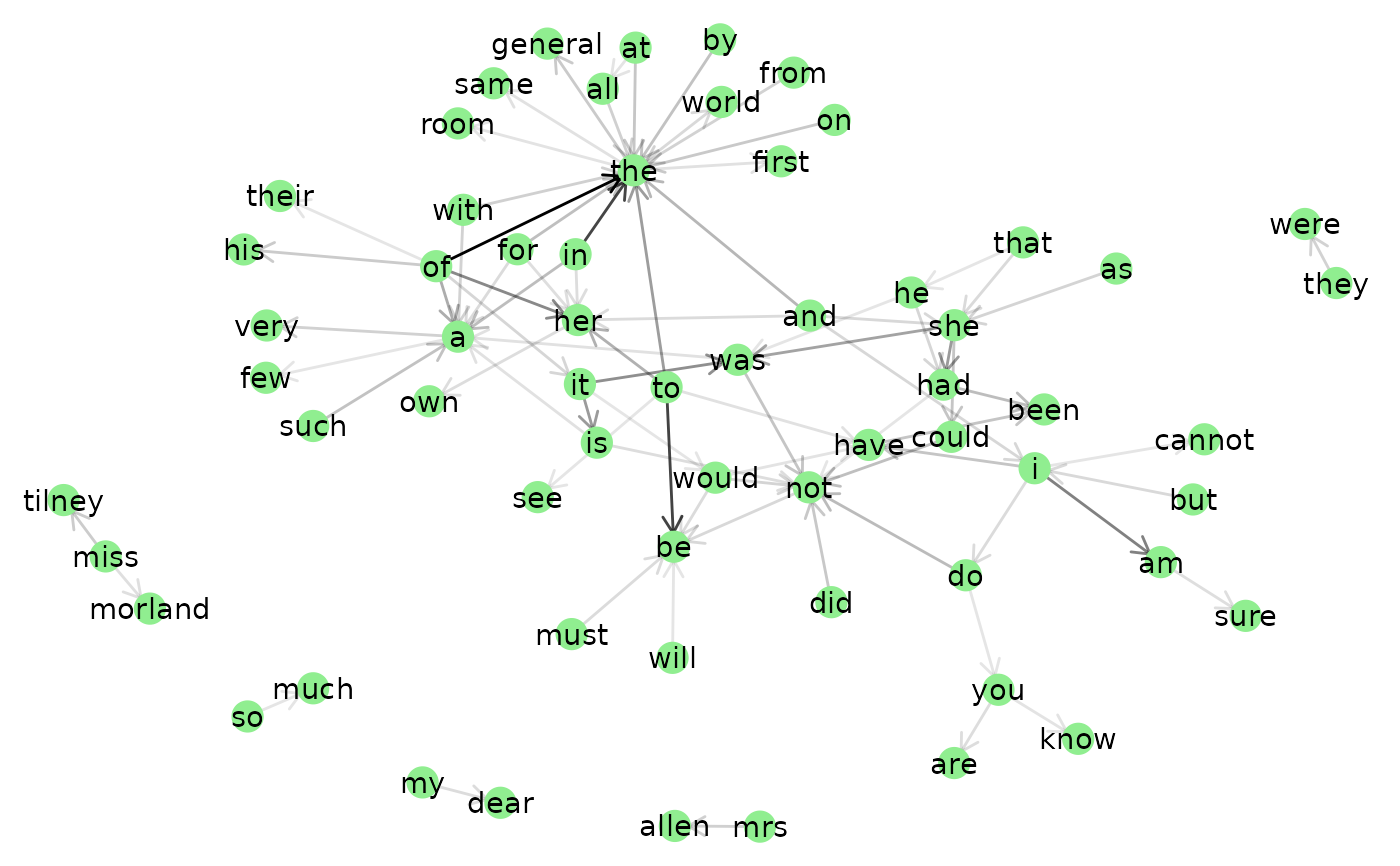 general
at
by
same
all
world
from
room
on
the
first
their
with
his
of
for
in
that
were
as
they
he
very
a
her
and
she
was
few
it
to
had
own
such
been
is
have
could
cannot
i
see
would
not
but
tilney
miss
be
do
am
morland
must
will
did
sure
much
so
you
know
are
my
dear
allen
mrs